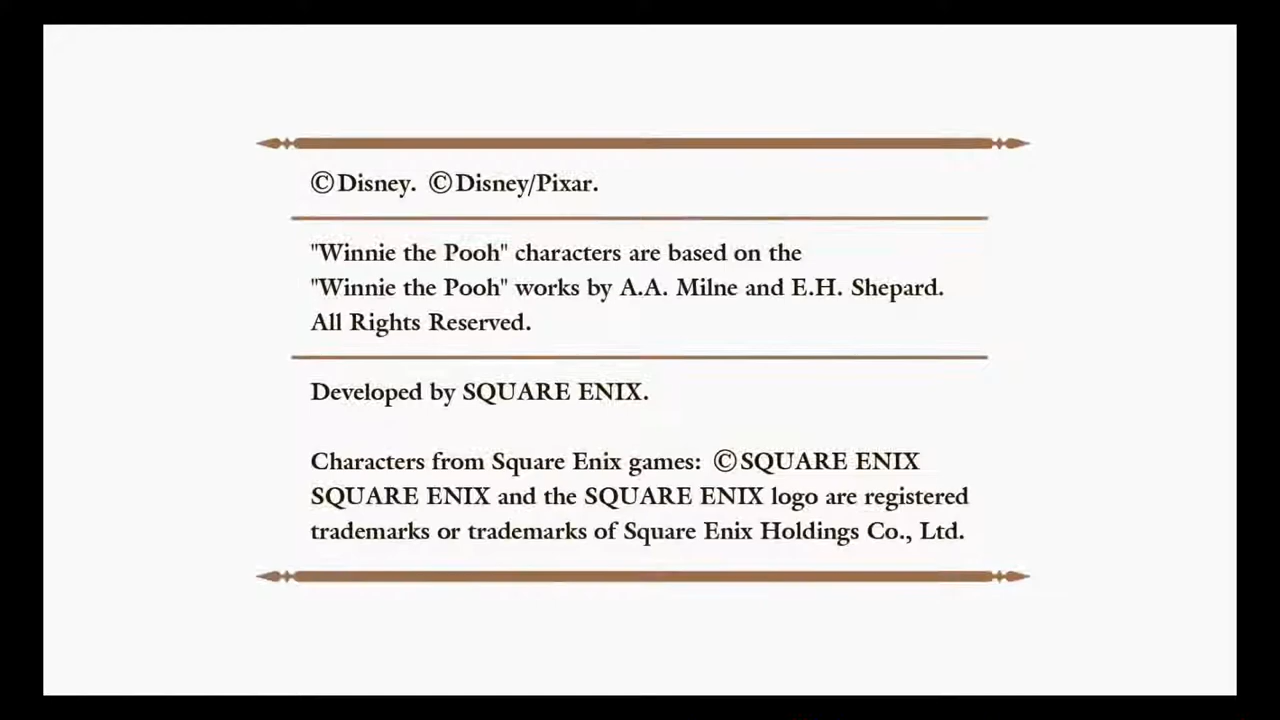 ©Disney. ©Disney/Pixar.
"Winnie the Pooh" characters are based on the
"Winnie the Pooh" works by A.A. Milne and E.H. Shepard.
All Rights Reserved.
Developed by SQUARE ENIX.
Characters from Square Enix games: ©SQUARE ENIX
SQUARE ENIX and the SQUARE ENIX logo are registered
trademarks or trademarks of Square Enix Holdings Co., Ltd.